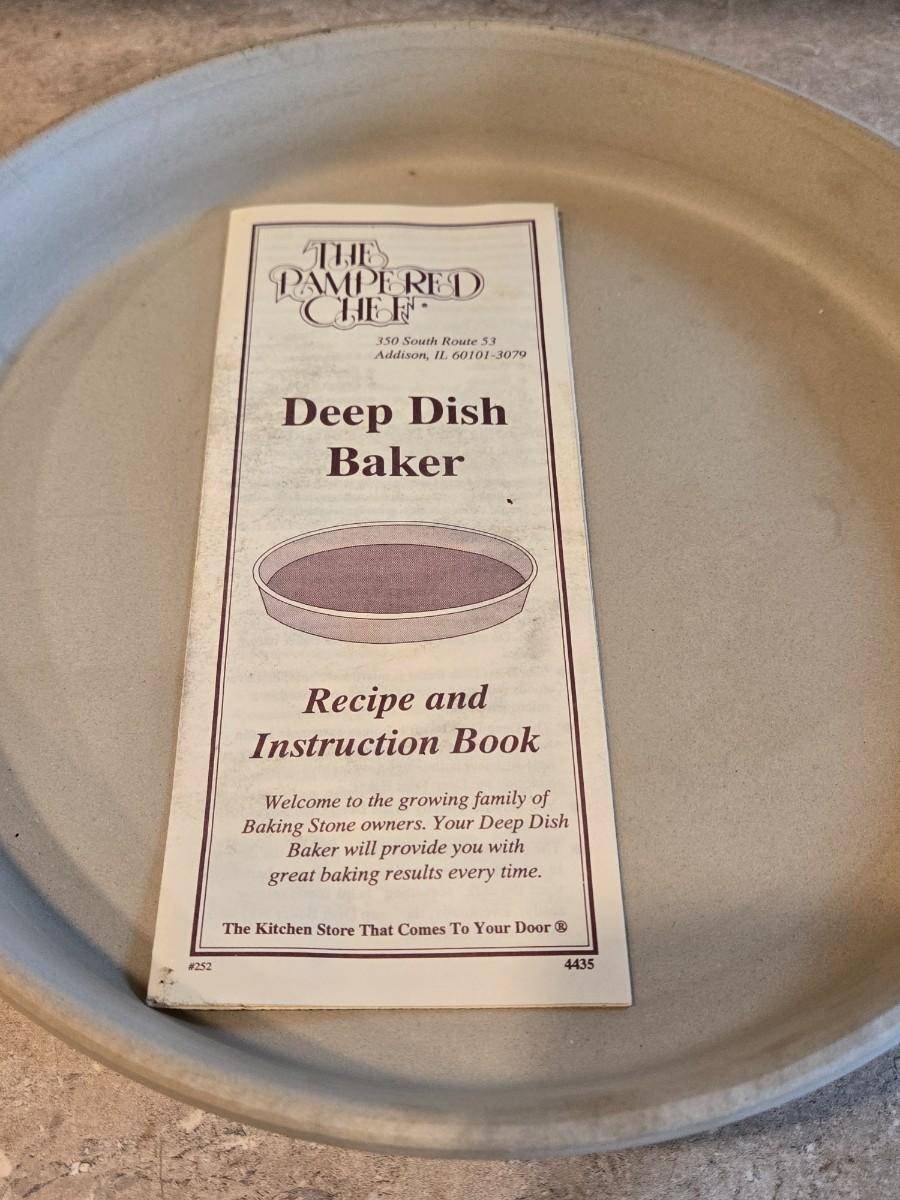 THE
PAMPERED
CHEF®
350 South Route 53
Addison, IL 60101-3079
Deep Dish
Baker
Recipe and
Instruction Book
Welcome to the growing family of
Baking Stone owners. Your Deep Dish
Baker will provide you with
great baking results every time.
The Kitchen Store That Comes To Your Door ®
#252
4435